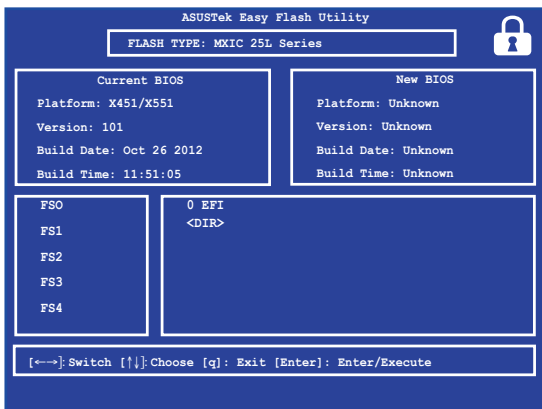 ASUSTek Easy Flash Utility
FLASH TYPE: MXIC 25L Series
Current BIOS
Platform: X451/X551
Version: 101
Build Date: Oct 26 2012
Build Time: 11:51:05
New BIOS
Platform: Unknown
Version: Unknown
Build Date: Unknown
Build Time: Unknown
FSO
FS1
FS2
FS3
FS4
0 EFI
<DIR>
[←→]: Switch [↑↓]: Choose [q]: Exit [Enter]: Enter/Execute